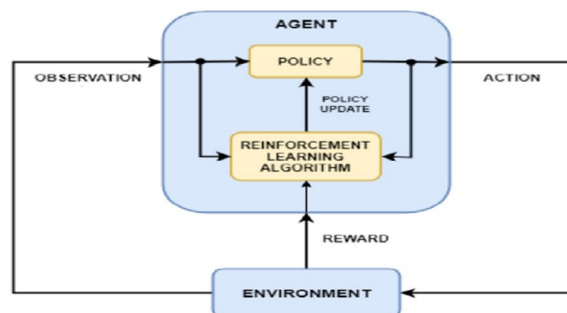 AGENT
OBSERVATION
POLICY
ACTION
POLICY
UPDATE
REINFORCEMENT
LEARNING
ALGORITHM
REWARD
ENVIRONMENT